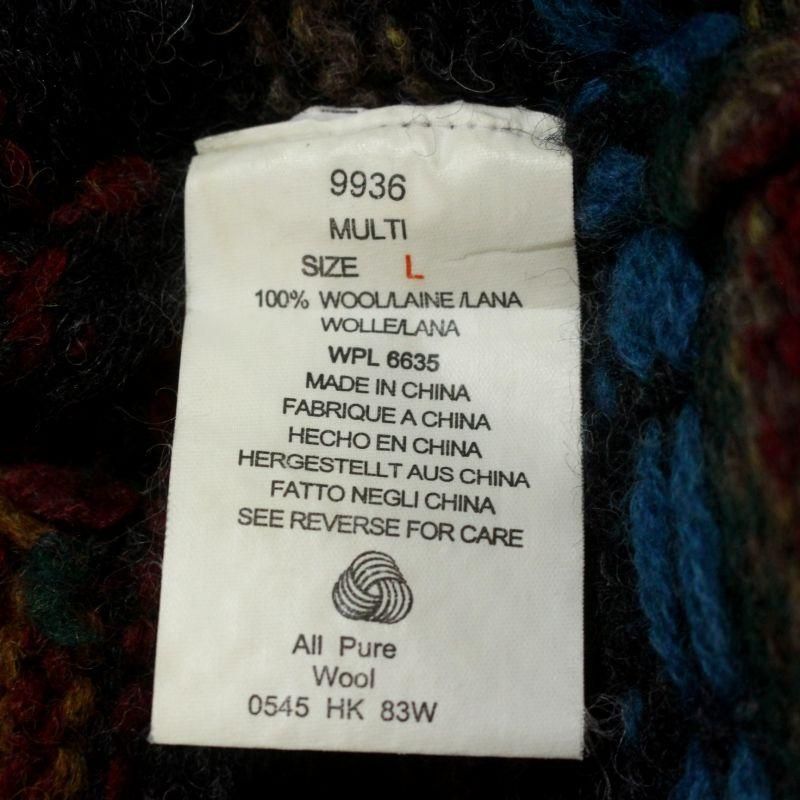 9936
MULTI
SIZE L
100% WOOL/LAINE /LANA
WOLLE/LANA
WPL 6635
MADE IN CHINA
FABRIQUE A CHINA
HECHO EN CHINA
HERGESTELLT AUS CHINA
FATTO NEGLI CHINA
SEE REVERSE FOR CARE
All Pure
Wool
0545 HK 83W